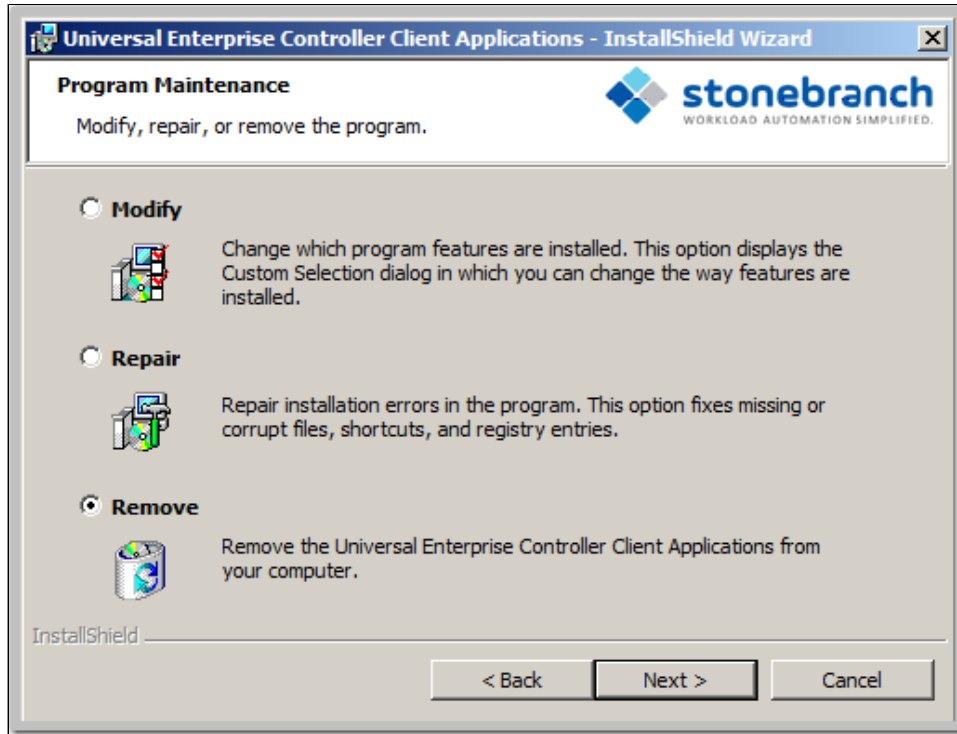 Universal Enterprise Controller Client Applications - InstallShield Wizard
Program Maintenance
Modify, repair, or remove the program.
stonebranch
WORKLOAD AUTOMATION SIMPLIFIED.
Modify
Change which program features are installed. This option displays the
Custom Selection dialog in which you can change the way features are
installed.
Repair
Repair installation errors in the program. This option fixes missing or
corrupt files, shortcuts, and registry entries.
Remove
Remove the Universal Enterprise Controller Client Applications from
your computer.
InstallShield
< Back
Next >
Cancel